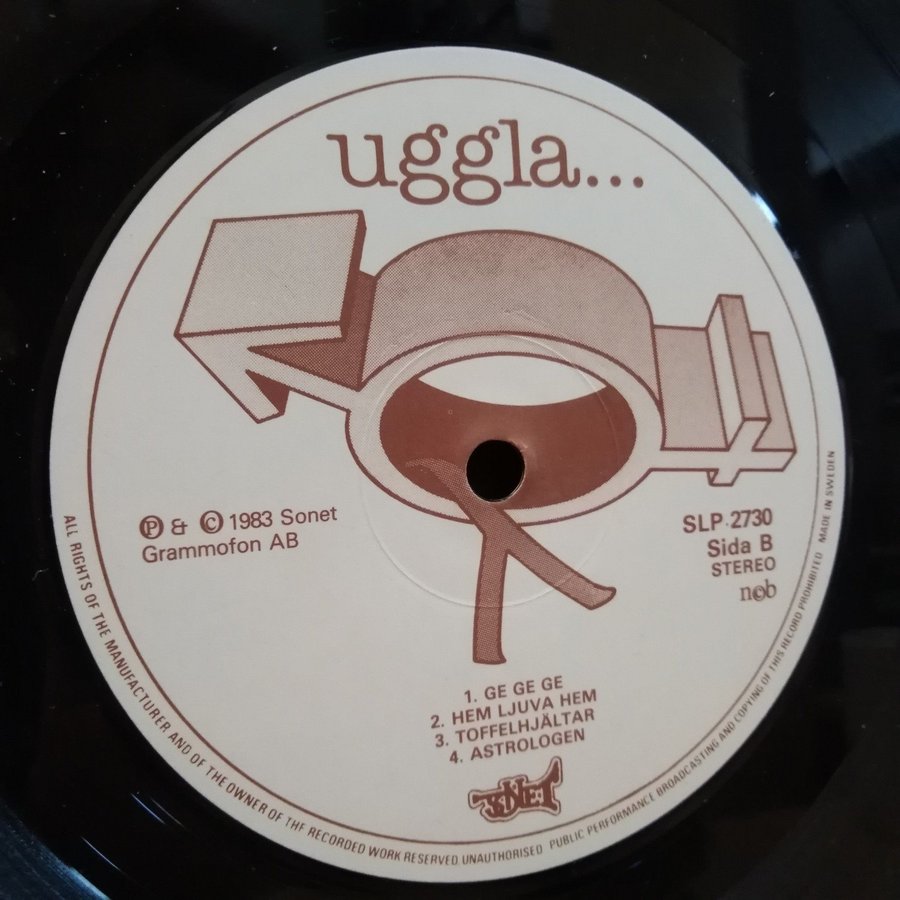 uggla...
Ⓟ & © 1983 Sonet
Grammofon AB
SLP-2730
Sida B
STEREO
n©b
1. GE GE GE
2. HEM LJUVA HEM
3. TOFFELHJÄLTAR
4. ASTROLOGEN
SONET
ALL RIGHTS OF THE MANUFACTURER AND OF THE OWNER OF THE RECORDED WORK RESERVED UNAUTHORISED PUBLIC PERFORMANCE BROADCASTING AND COPYING OF THIS RECORD PROHIBITED MADE IN SWEDEN